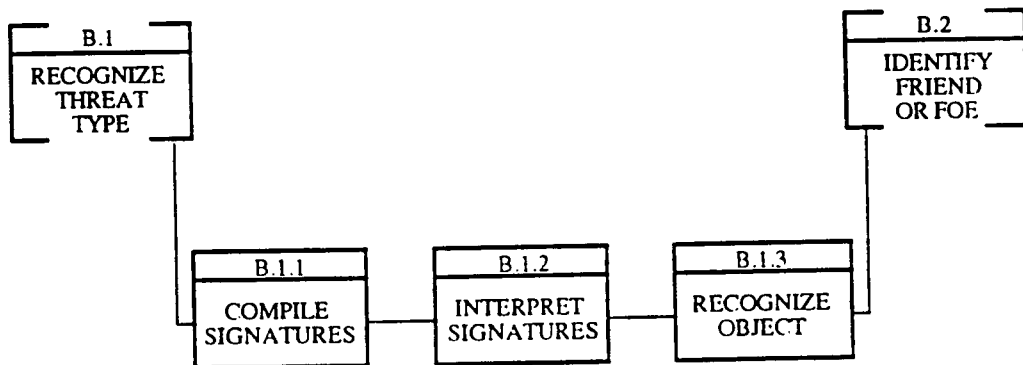 B.1
RECOGNIZE
THREAT
TYPE
B.2
IDENTIFY
FRIEND
OR FOE
B.1.1
COMPILE
SIGNATURES
B.1.2
INTERPRET
SIGNATURES
B.1.3
RECOGNIZE
OBJECT